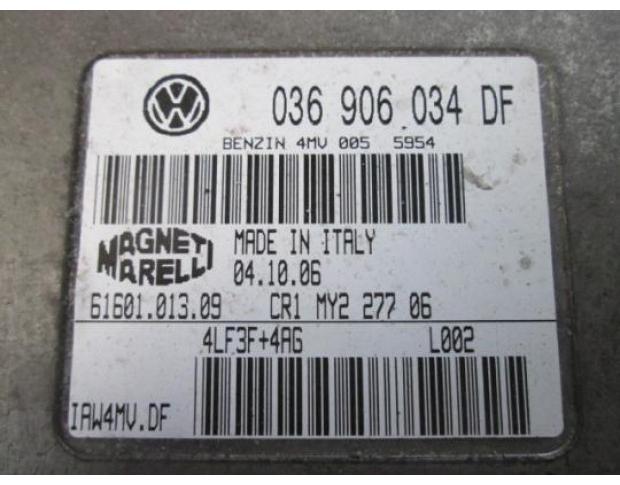 036 906 034 DF
BENZIN 4MV 005 5954
MAGNETI
MARELLI
MADE IN ITALY
04.10.06
61601.013.09 CR1 MY2 277 06
4LF3F+4AG L002
IAW4MV.DF